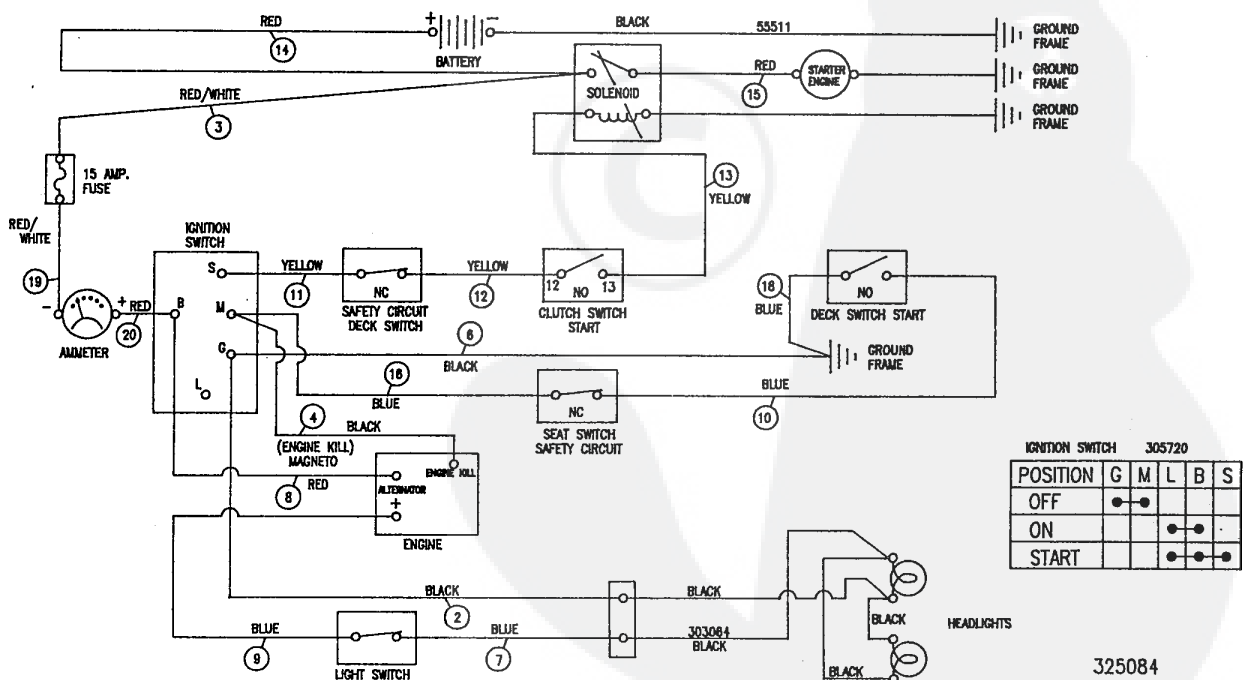 RED
14
+
-
BATTERY
BLACK
55511
GROUND
FRAME
RED/WHITE
3
SOLENOID
RED
15
STARTER
ENGINE
GROUND
FRAME
GROUND
FRAME
15 AMP.
FUSE
13
YELLOW
RED/
WHITE
19
-
+
AMMETER
RED
20
IGNITION
SWITCH
S
B
M
G
L
YELLOW
11
NC
SAFETY CIRCUIT
DECK SWITCH
YELLOW
12
12
NO
13
CLUTCH SWITCH
START
18
BLUE
NO
DECK SWITCH START
6
BLACK
GROUND
FRAME
16
BLUE
NC
SEAT SWITCH
SAFETY CIRCUIT
BLUE
10
4
BLACK
(ENGINE KILL)
MAGNETO
8
RED
ENGINE KILL
ALTERNATOR
+
ENGINE
IGNITION SWITCH 305720
POSITION G M L B S
OFF
ON
START
BLACK
2
BLACK
BLACK
HEADLIGHTS
BLUE
9
LIGHT SWITCH
BLUE
7
303084
BLACK
BLACK
325084
©